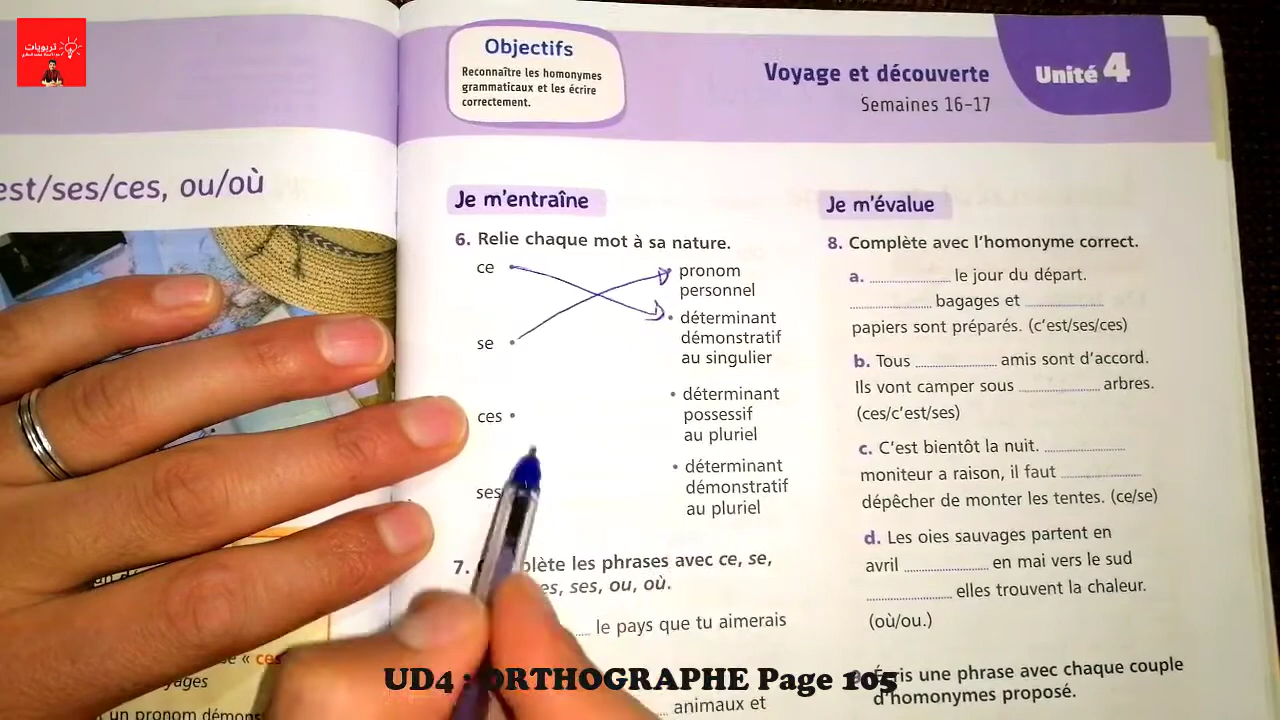 تربويات
est/ses/ces, ou/où
Objectifs
Reconnaître les homonymes
grammaticaux et les écrire
correctement.
Voyage et découverte
Semaines 16-17
Unité 4
Je m'entraîne
6. Relie chaque mot à sa nature.
ce
se
ces
ses
pronom
personnel
• déterminant
démonstratif
au singulier
• déterminant
possessif
au pluriel
• déterminant
démonstratif
au pluriel
7. plète les phrases avec ce, se,
es, ses, ou, où.
.... le pays que tu aimerais
animaux et
Je m'évalue
8. Complète avec l'homonyme correct.
a. .................... le jour du départ.
.................... bagages et ....................
papiers sont préparés. (c'est/ses/ces)
b. Tous .................... amis sont d'accord.
Ils vont camper sous .................... arbres.
(ces/c'est/ses)
c. C'est bientôt la nuit. ....................
moniteur a raison, il faut ....................
dépêcher de monter les tentes. (ce/se)
d. Les oies sauvages partent en
avril .................... en mai vers le sud
.................... elles trouvent la chaleur.
(où/ou.)
Écris une phrase avec chaque couple
d'homonymes proposé.
« ces
yages
un pronom démons
UD4 : ORTHOGRAPHE Page 105